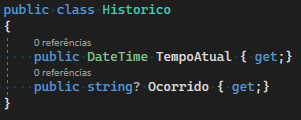 public class Historico
{
0 referências
public DateTime TempoAtual { get;}
0 referências
public string? Ocorrido { get;}
}